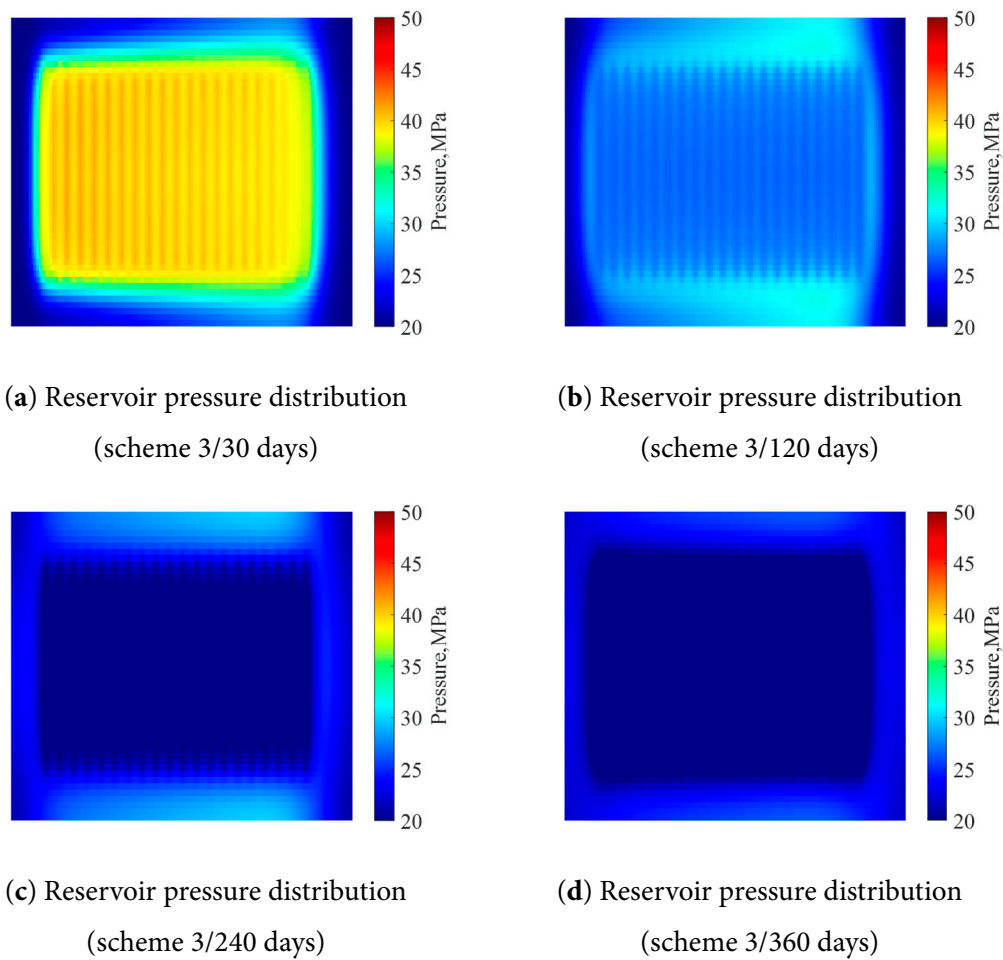 50
45
40
35
30
25
20
Pressure,MPa
50
45
40
35
30
25
20
Pressure,MPa
(a) Reservoir pressure distribution
(scheme 3/30 days)
(b) Reservoir pressure distribution
(scheme 3/120 days)
50
45
40
35
30
25
20
Pressure,MPa
50
45
40
35
30
25
20
Pressure,MPa
(c) Reservoir pressure distribution
(scheme 3/240 days)
(d) Reservoir pressure distribution
(scheme 3/360 days)